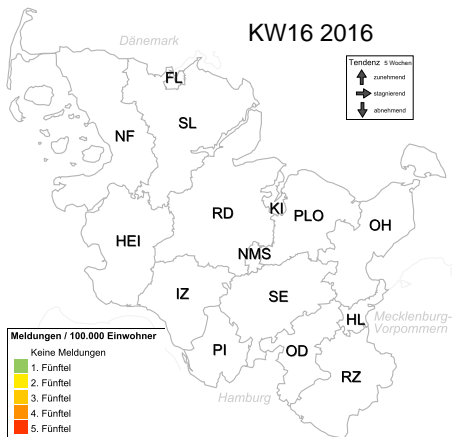 KW16 2016
Dänemark
Tendenz 5 Wochen
zunehmend
stagnierend
abnehmend
FL
SL
NF
RD
KI
PLO
OH
HEI
NMS
IZ
SE
HL
Mecklenburg-
Vorpommern
PI
OD
RZ
Hamburg
Meldungen / 100.000 Einwohner
Keine Meldungen
1. Fünftel
2. Fünftel
3. Fünftel
4. Fünftel
5. Fünftel